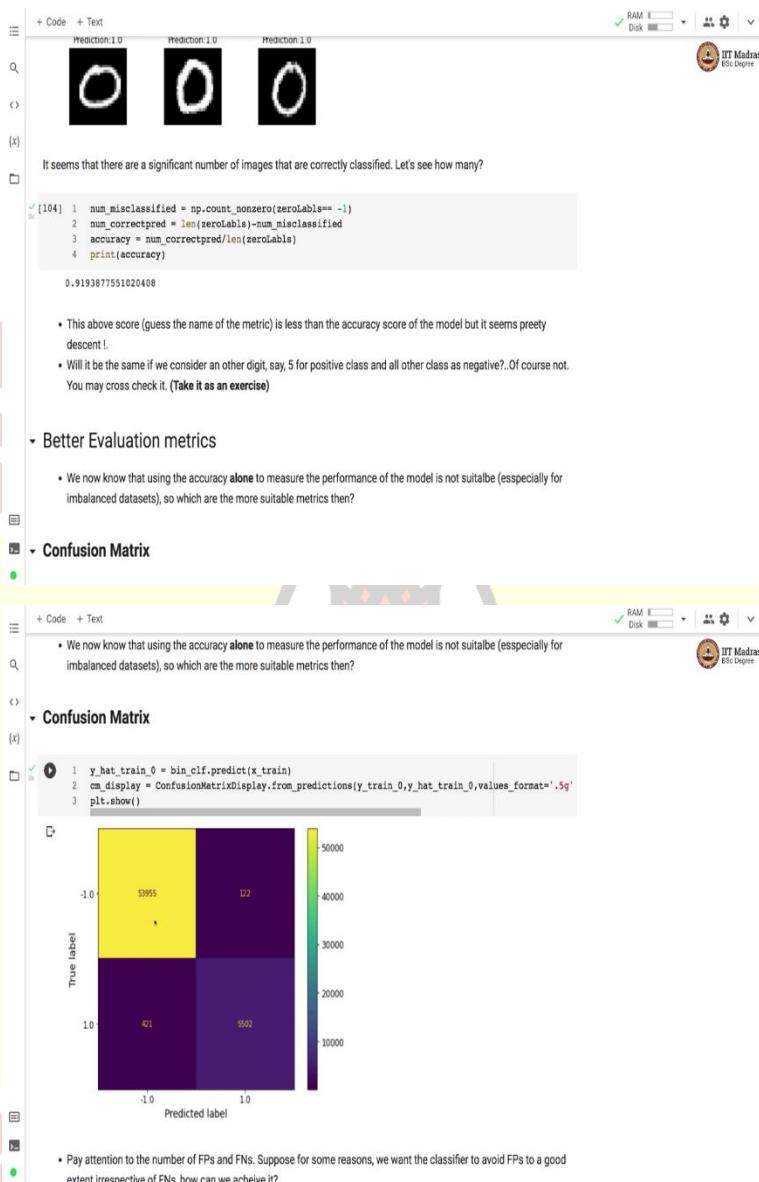 + Code + Text
RAM
Disk
IIT Madras
BSc Degree
Prediction:1.0 Prediction:1.0 Prediction:1.0
It seems that there are a significant number of images that are correctly classified. Let's see how many?
[104] 1 num_misclassified = np.count_nonzero(zeroLabls== -1)
2 num_correctpred = len(zeroLabls)-num_misclassified
3 accuracy = num_correctpred/len(zeroLabls)
4 print(accuracy)
0.9193877551020408
• This above score (guess the name of the metric) is less than the accuracy score of the model but it seems preety
descent !.
• Will it be the same if we consider an other digit, say, 5 for positive class and all other class as negative?..Of course not.
You may cross check it. (Take it as an exercise)
Better Evaluation metrics
• We now know that using the accuracy alone to measure the performance of the model is not suitalbe (esspecially for
imbalanced datasets), so which are the more suitable metrics then?
Confusion Matrix
+ Code + Text
RAM
Disk
IIT Madras
BSc Degree
• We now know that using the accuracy alone to measure the performance of the model is not suitalbe (esspecially for
imbalanced datasets), so which are the more suitable metrics then?
Confusion Matrix
1 y_hat_train_0 = bin_clf.predict(x_train)
2 cm_display = ConfusionMatrixDisplay.from_predictions(y_train_0,y_hat_train_0,values_format='.5g'
3 plt.show()
50000
-1.0 53955 122
40000
30000
True label
20000
1.0 421 5502
10000
-1.0 1.0
Predicted label
• Pay attention to the number of FPs and FNs. Suppose for some reasons, we want the classifier to avoid FPs to a good
extent irrespective of FNs, how can we acheive it?